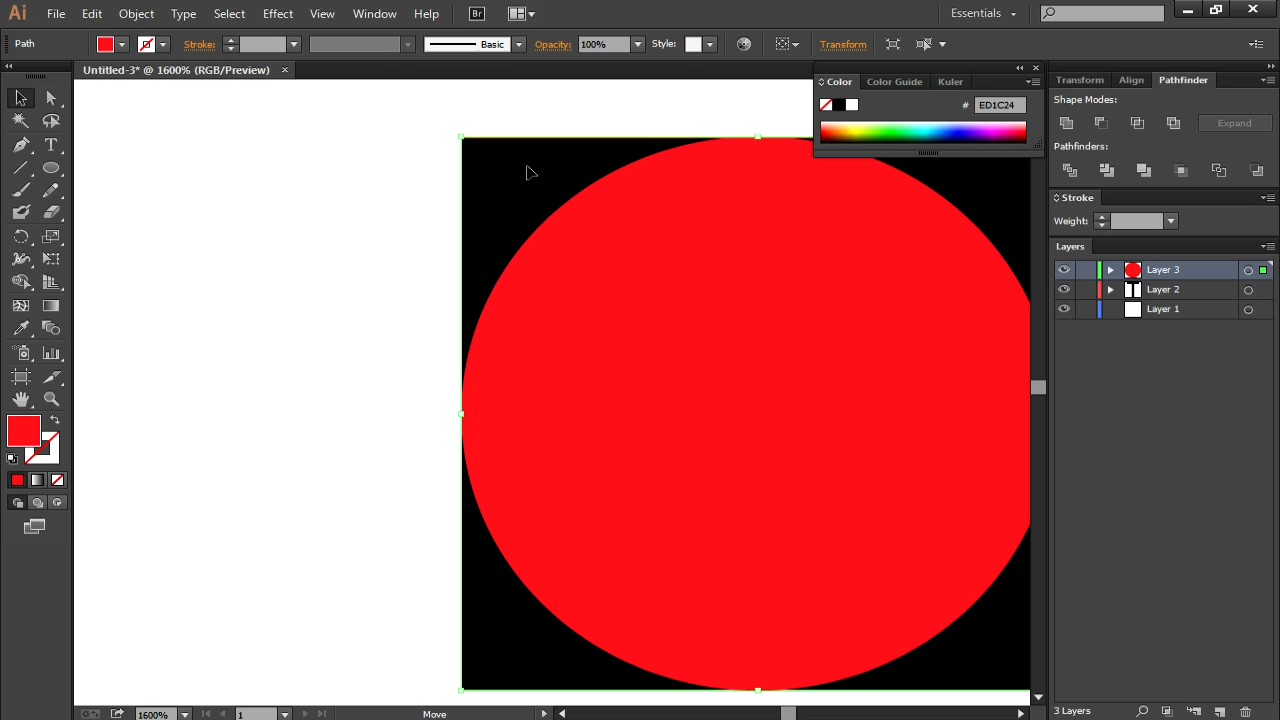 Ai File Edit Object Type Select Effect View Window Help Br Essentials
Path Stroke: Basic Opacity: 100% Style: Transform
Untitled-3* @ 1600% (RGB/Preview)
Color Color Guide Kuler
# ED1C24
Transform Align Pathfinder
Shape Modes:
Expand
Pathfinders:
Stroke
Weight:
Layers
Layer 3
Layer 2
Layer 1
3 Layers
1600% 1 Move